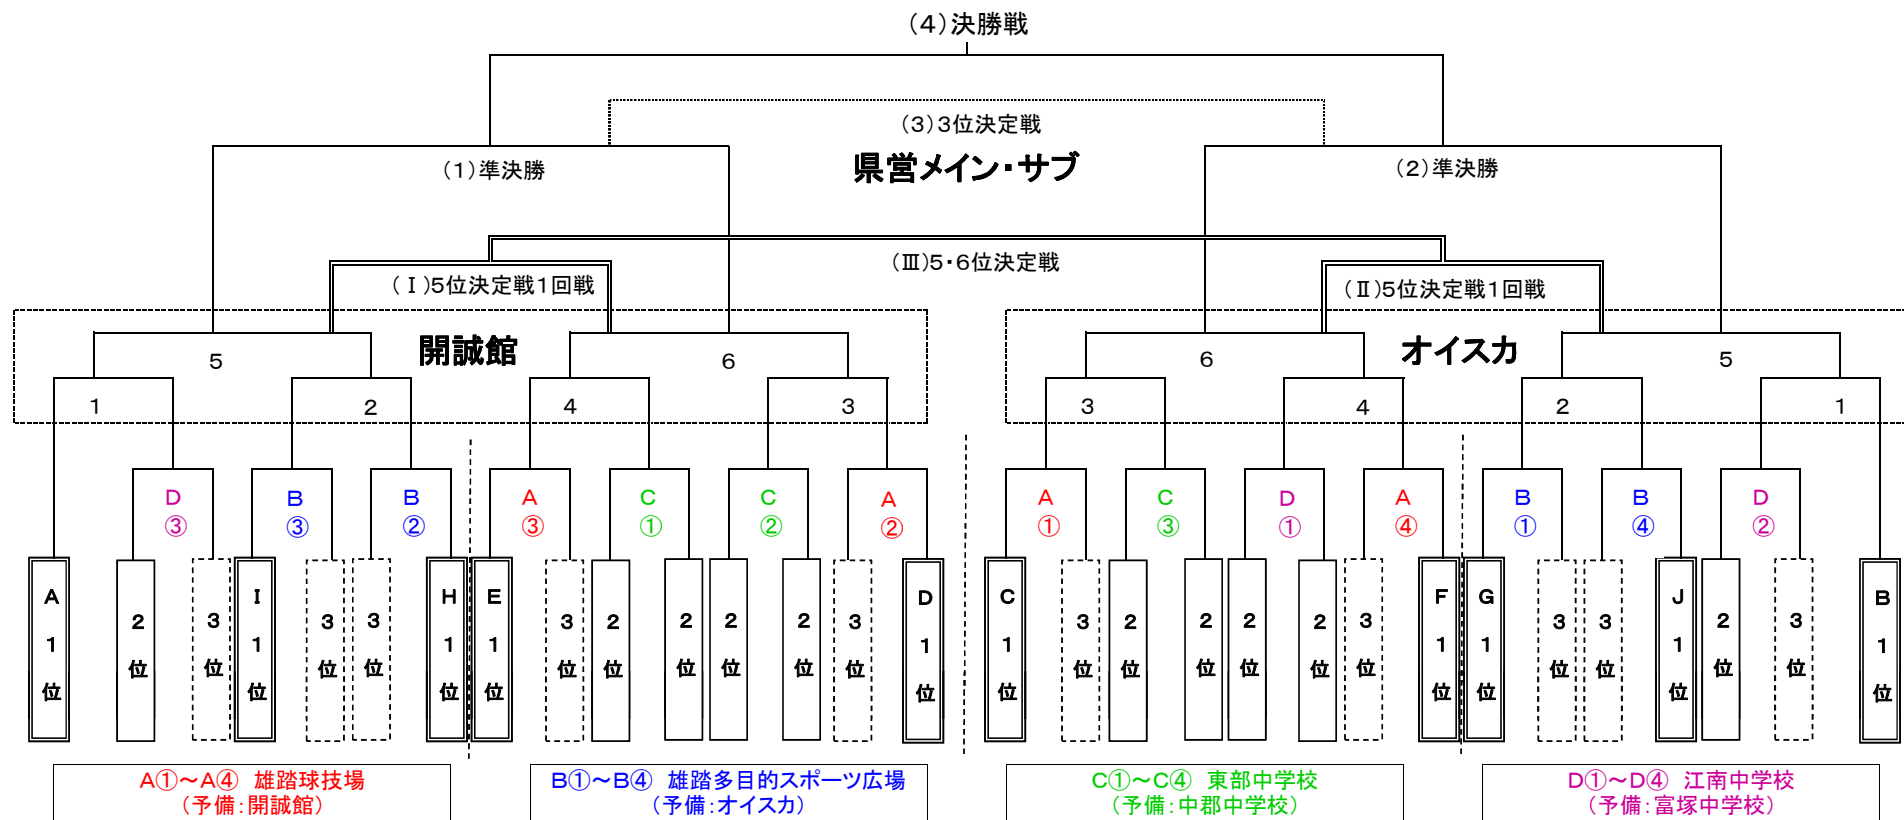 (4)決勝戦
(3)3位決定戦
(1)準決勝
県営メイン・サブ
(2)準決勝
(Ⅲ)5・6位決定戦
(Ⅰ)5位決定戦1回戦
(Ⅱ)5位決定戦1回戦
5
開誠館
6
6
オイスカ
5
1
2
4
3
3
4
2
1
D
③
B
③
B
②
A
③
C
①
C
②
A
②
A
①
C
③
D
①
A
④
B
①
B
④
D
②
A1位
2位
3位
I1位
3位
3位
H1位
E1位
3位
2位
2位
2位
2位
3位
D1位
C1位
3位
2位
2位
2位
2位
3位
F1位
G1位
3位
3位
J1位
2位
3位
B1位
A①～A④ 雄踏球技場
(予備:開誠館)
B①～B④ 雄踏多目的スポーツ広場
(予備:オイスカ)
C①～C④ 東部中学校
(予備:中郡中学校)
D①～D④ 江南中学校
(予備:富塚中学校)